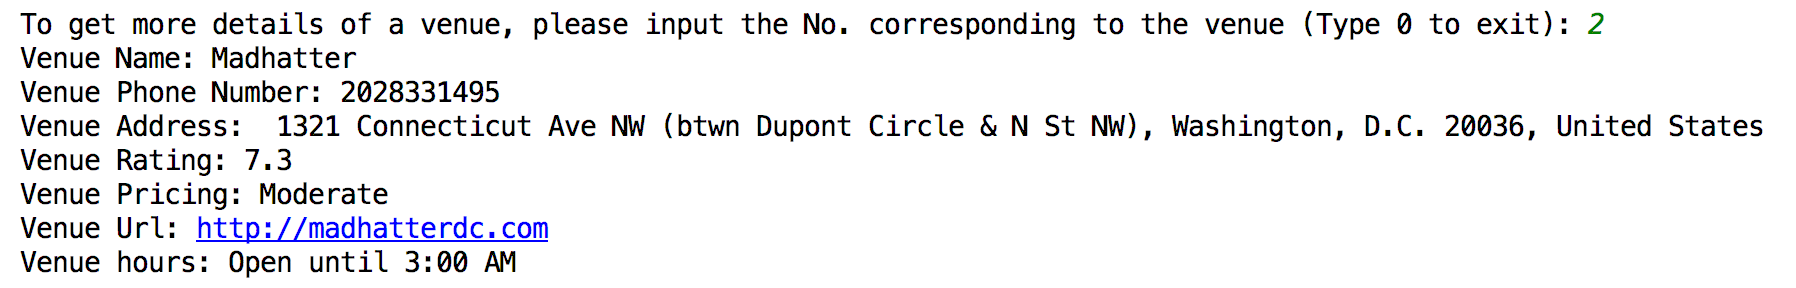 To get more details of a venue, please input the No. corresponding to the venue (Type 0 to exit): 2
Venue Name: Madhatter
Venue Phone Number: 2028331495
Venue Address:  1321 Connecticut Ave NW (btwn Dupont Circle & N St NW), Washington, D.C. 20036, United States
Venue Rating: 7.3
Venue Pricing: Moderate
Venue Url: http://madhatterdc.com
Venue hours: Open until 3:00 AM